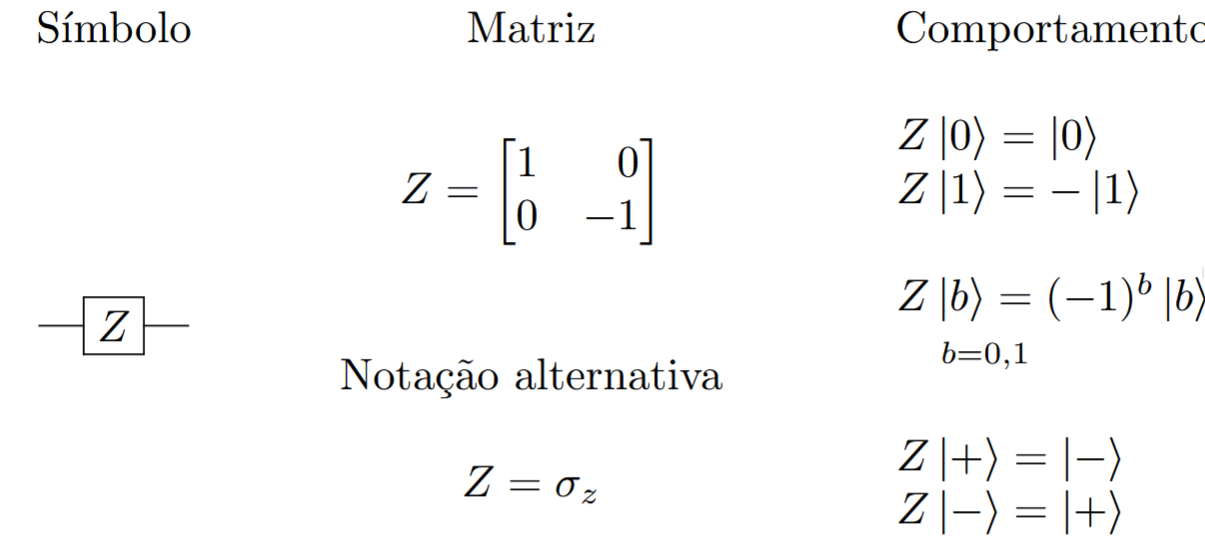 Símbolo
Matriz
Comportamento
Z
Z = [1 0
0 −1]
Notação alternativa
Z = σ_z
Z |0⟩ = |0⟩
Z |1⟩ = − |1⟩
Z |b⟩ = (−1)^b |b⟩
b=0,1
Z |+⟩ = |−⟩
Z |−⟩ = |+⟩